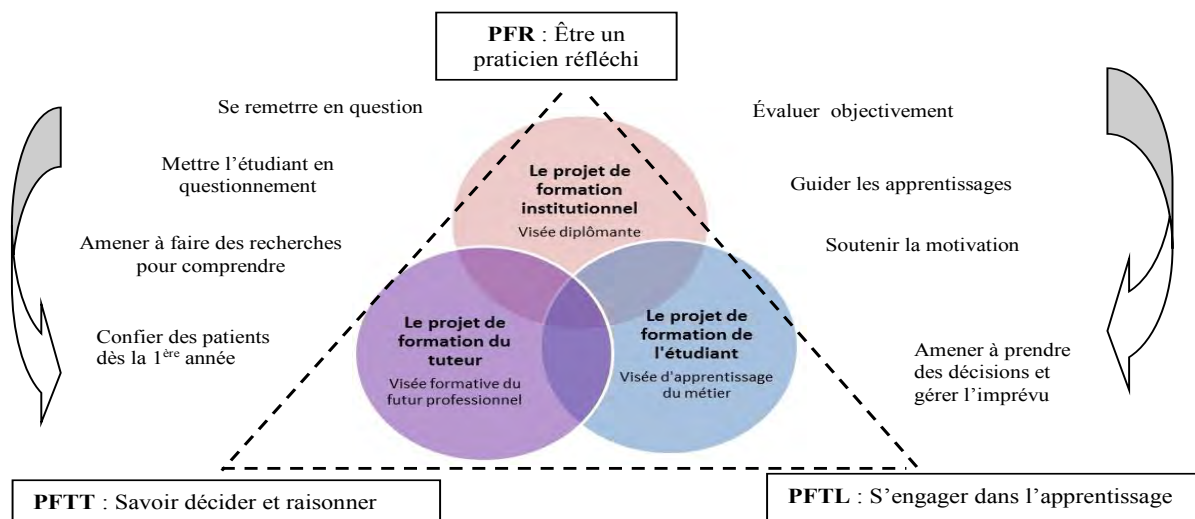 PFR : Être un
praticien réfléchi
Se remetrre en question
Évaluer objectivement
Mettre l’étudiant en
questionnement
Guider les apprentissages
Amener à faire des recherches
pour comprendre
Soutenir la motivation
Confier des patients
dès la 1ère année
Amener à prendre
des décisions et
gérer l’imprévu
Le projet de
formation
institutionnel
Visée diplômante
Le projet de
formation du
tuteur
Visée formative du
futur professionnel
Le projet de
formation de
l'étudiant
Visée d'apprentissage
du métier
PFTT : Savoir décider et raisonner
PFTL : S’engager dans l’apprentissage